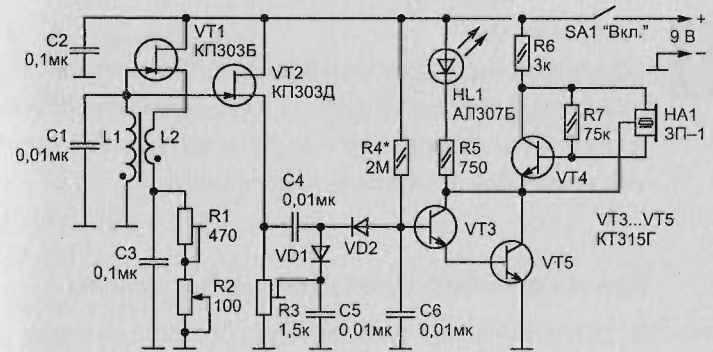 C2
0,1мк
VT1
КП303Б
VT2
КП303Д
C1
0,01мк
L1
L2
R1
470
C3
0,1мк
R2
100
C4
0,01мк
VD1
VD2
R3
1,5к
C5
0,01мк
C6
0,01мк
R4*
2М
HL1
АЛ307Б
R5
750
VT3
VT5
R6
3к
SA1 "Вкл."
+
9 В
−
R7
75к
HA1
ЗП–1
VT4
VT3...VT5
КТ315Г